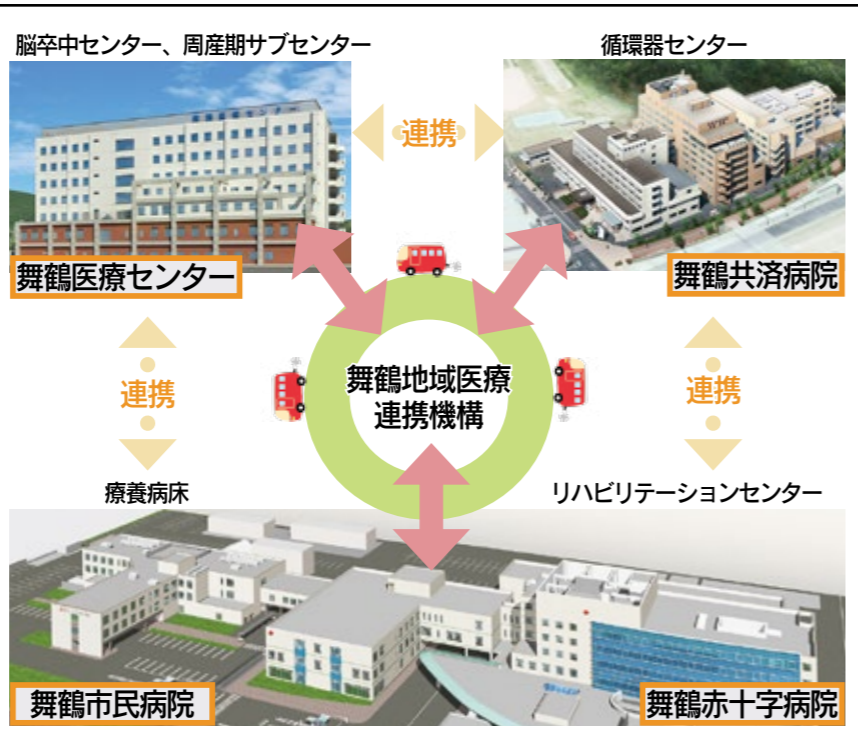 脳卒中センター、周産期サブセンター
循環器センター
連携
舞鶴医療センター
舞鶴共済病院
舞鶴地域医療
連携機構
連携
連携
療養病床
リハビリテーションセンター
舞鶴市民病院
舞鶴赤十字病院